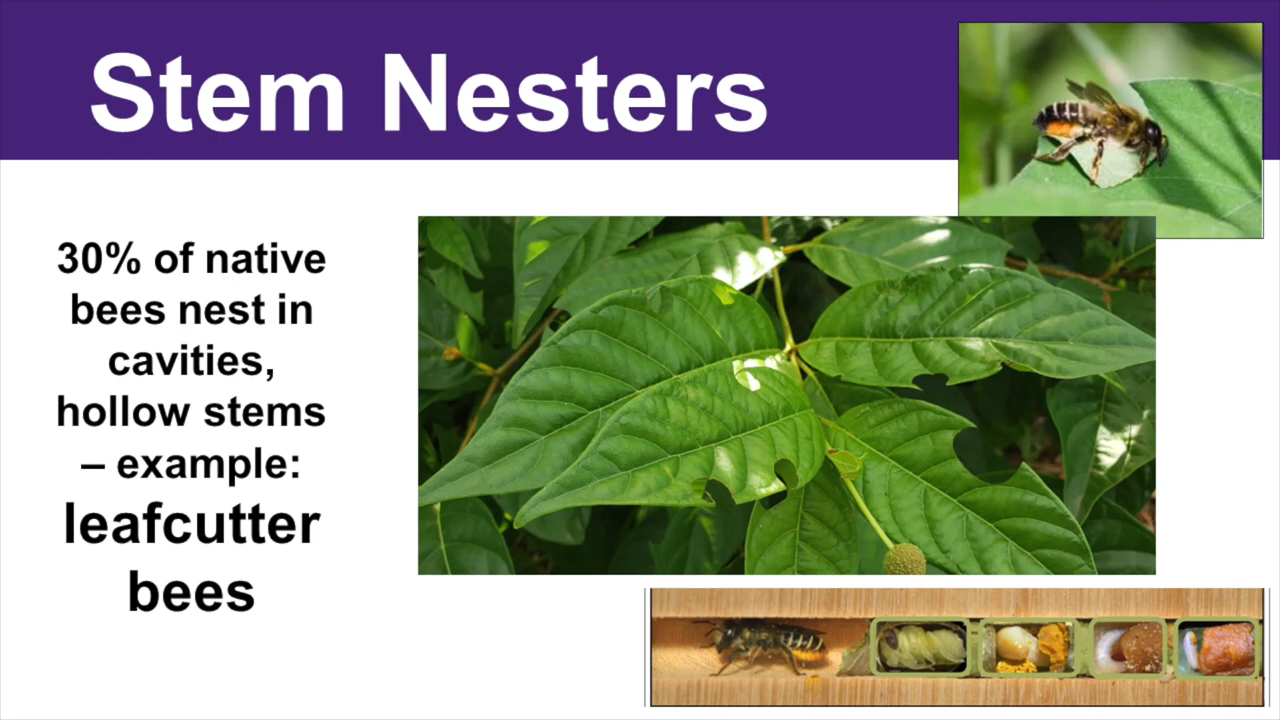 Stem Nesters
30% of native
bees nest in
cavities,
hollow stems
– example:
leafcutter
bees